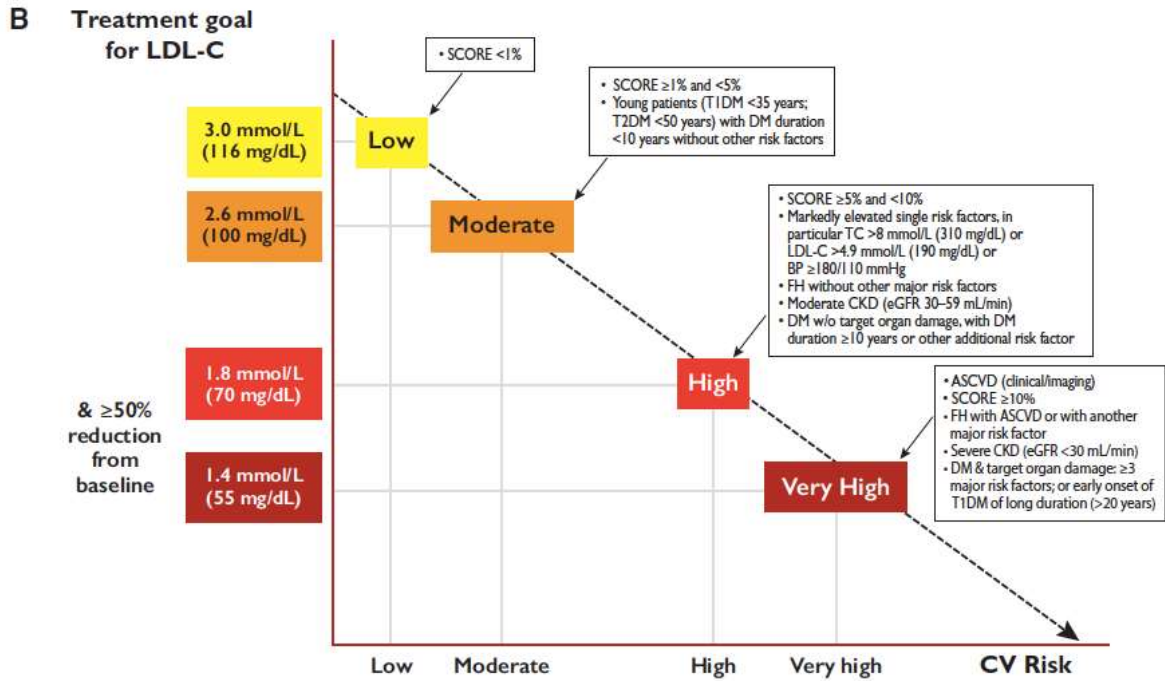 B
Treatment goal
for LDL-C
• SCORE <1%
• SCORE ≥1% and <5%
• Young patients (T1DM <35 years;
T2DM <50 years) with DM duration
<10 years without other risk factors
3.0 mmol/L
(116 mg/dL)
Low
2.6 mmol/L
(100 mg/dL)
Moderate
• SCORE ≥5% and <10%
• Markedly elevated single risk factors, in
particular TC >8 mmol/L (310 mg/dL) or
LDL-C >4.9 mmol/L (190 mg/dL) or
BP ≥180/110 mmHg
• FH without other major risk factors
• Moderate CKD (eGFR 30–59 mL/min)
• DM w/o target organ damage, with DM
duration ≥10 years or other additional risk factor
1.8 mmol/L
(70 mg/dL)
High
& ≥50%
reduction
from
baseline
• ASCVD (clinical/imaging)
• SCORE ≥10%
• FH with ASCVD or with another
major risk factor
• Severe CKD (eGFR <30 mL/min)
• DM & target organ damage: ≥3
major risk factors; or early onset of
T1DM of long duration (>20 years)
1.4 mmol/L
(55 mg/dL)
Very High
Low
Moderate
High
Very high
CV Risk